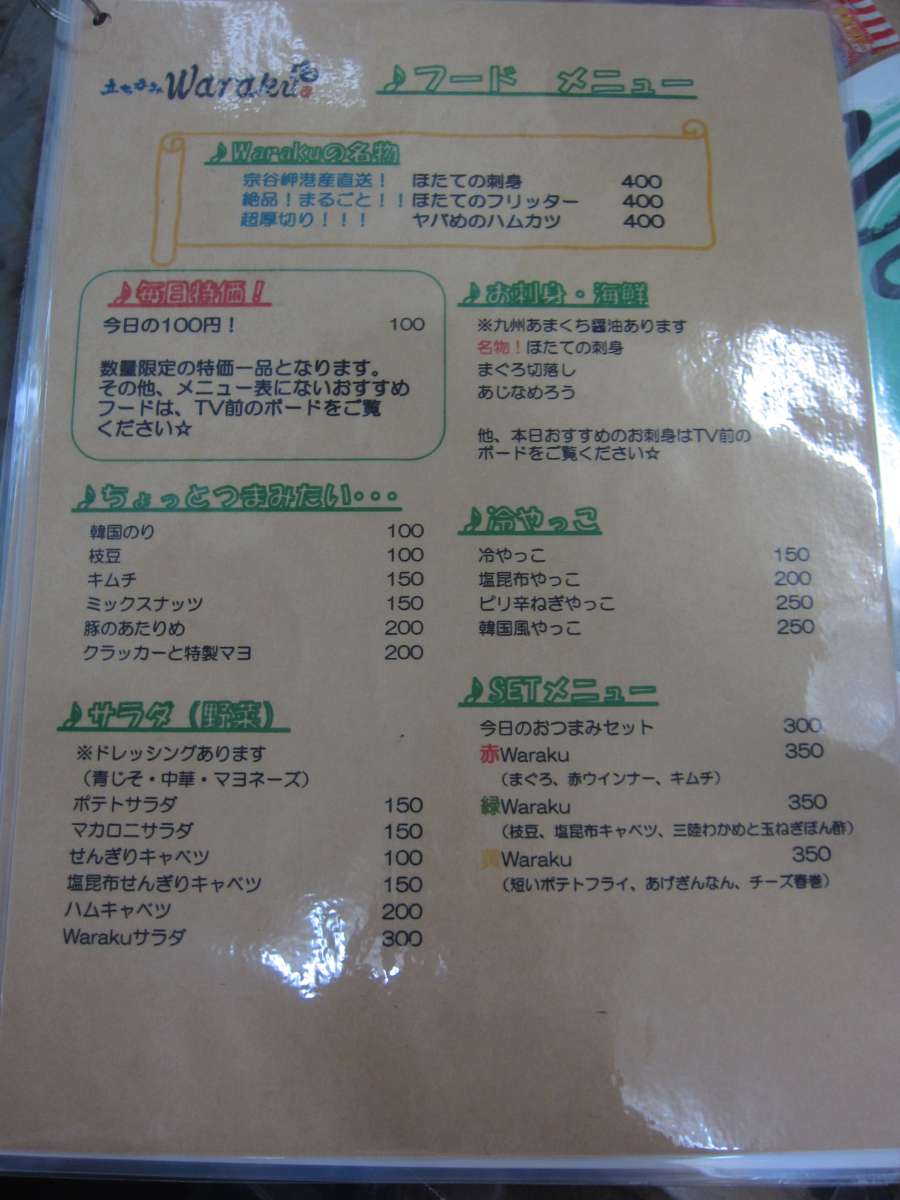 Waraku
♪フード メニュー
♪Warakuの名物
宗谷岬港産直送! ほたての刺身 400
絶品!まるごと!! ほたてのフリッター 400
超厚切り!!! ヤバめのハムカツ 400
♪毎日特価!
今日の100円! 100
数量限定の特価一品となります。
その他、メニュー表にないおすすめ
フードは、TV前のボードをご覧
ください☆
♪ちょっとつまみたい・・・
韓国のり 100
枝豆 100
キムチ 150
ミックスナッツ 150
豚のあたりめ 200
クラッカーと特製マヨ 200
♪サラダ(野菜)
※ドレッシングあります
(青じそ・中華・マヨネーズ)
ポテトサラダ 150
マカロニサラダ 150
せんぎりキャベツ 100
塩昆布せんぎりキャベツ 150
ハムキャベツ 200
Warakuサラダ 300
♪お刺身・海鮮
※九州あまくち醤油あります
名物!ほたての刺身
まぐろ切落し
あじなめろう
他、本日おすすめのお刺身はTV前の
ボードをご覧ください☆
♪冷やっこ
冷やっこ 150
塩昆布やっこ 200
ピリ辛ねぎやっこ 250
韓国風やっこ 250
♪SETメニュー
今日のおつまみセット 300
赤Waraku 350
(まぐろ、赤ウインナー、キムチ)
緑Waraku 350
(枝豆、塩昆布キャベツ、三陸わかめと玉ねぎぽん酢)
黄Waraku 350
(短いポテトフライ、あげぎんなん、チーズ春巻)